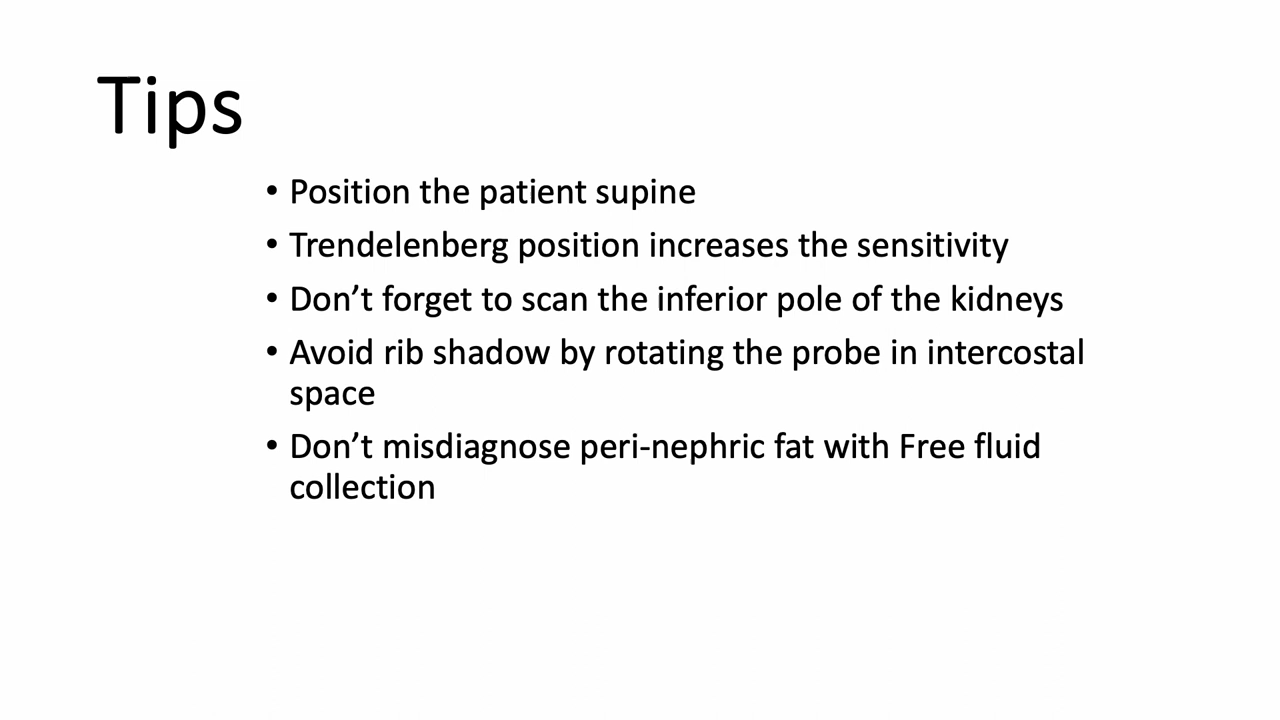 Tips
• Position the patient supine
• Trendelenberg position increases the sensitivity
• Don’t forget to scan the inferior pole of the kidneys
• Avoid rib shadow by rotating the probe in intercostal
space
• Don’t misdiagnose peri-nephric fat with Free fluid
collection